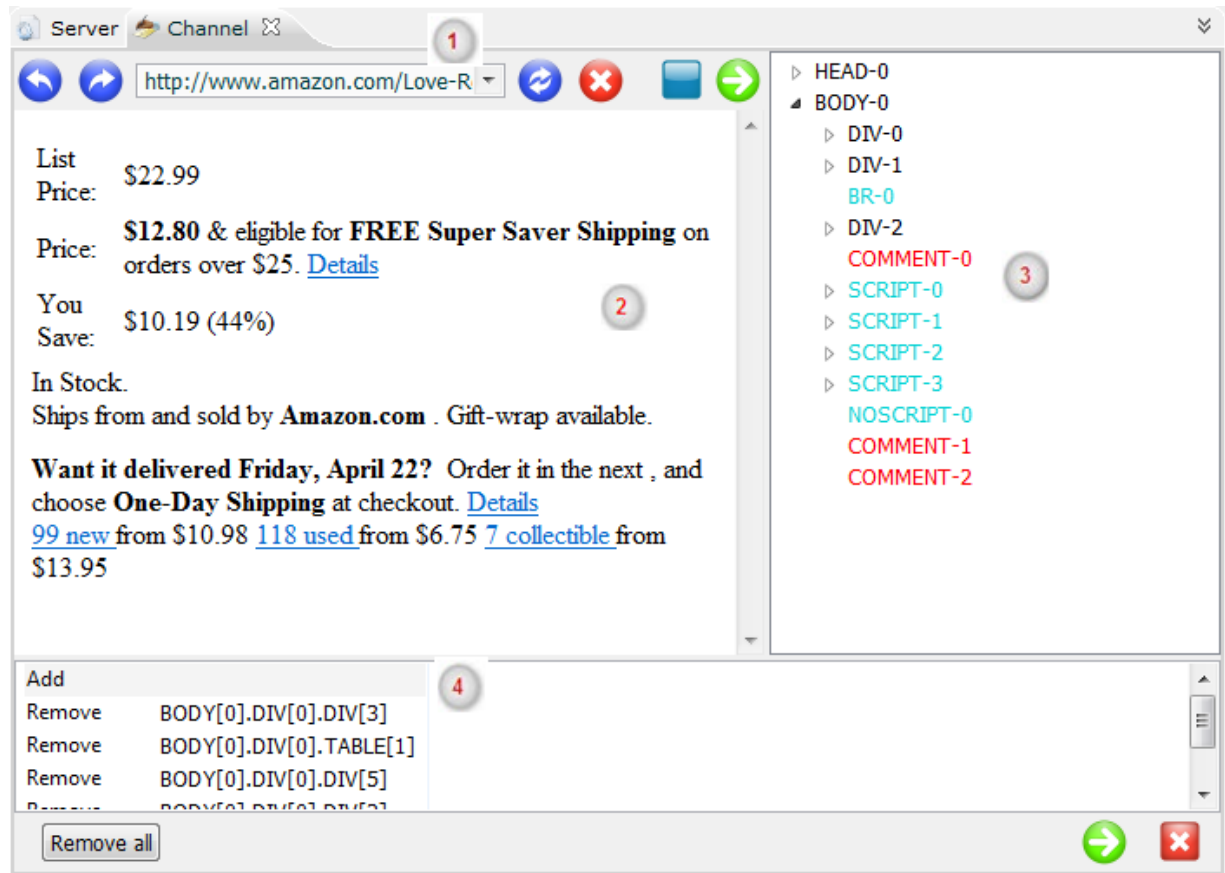 Server Channel
1
http://www.amazon.com/Love-R
List
Price:
$22.99
Price:
$12.80 & eligible for FREE Super Saver Shipping on
orders over $25. Details
You
Save:
$10.19 (44%)
2
In Stock.
Ships from and sold by Amazon.com . Gift-wrap available.
Want it delivered Friday, April 22? Order it in the next , and
choose One-Day Shipping at checkout. Details
99 new from $10.98 118 used from $6.75 7 collectible from
$13.95
HEAD-0
BODY-0
DIV-0
DIV-1
BR-0
DIV-2
COMMENT-0
3
SCRIPT-0
SCRIPT-1
SCRIPT-2
SCRIPT-3
NOSCRIPT-0
COMMENT-1
COMMENT-2
Add
4
Remove BODY[0].DIV[0].DIV[3]
Remove BODY[0].DIV[0].TABLE[1]
Remove BODY[0].DIV[0].DIV[5]
Remove all